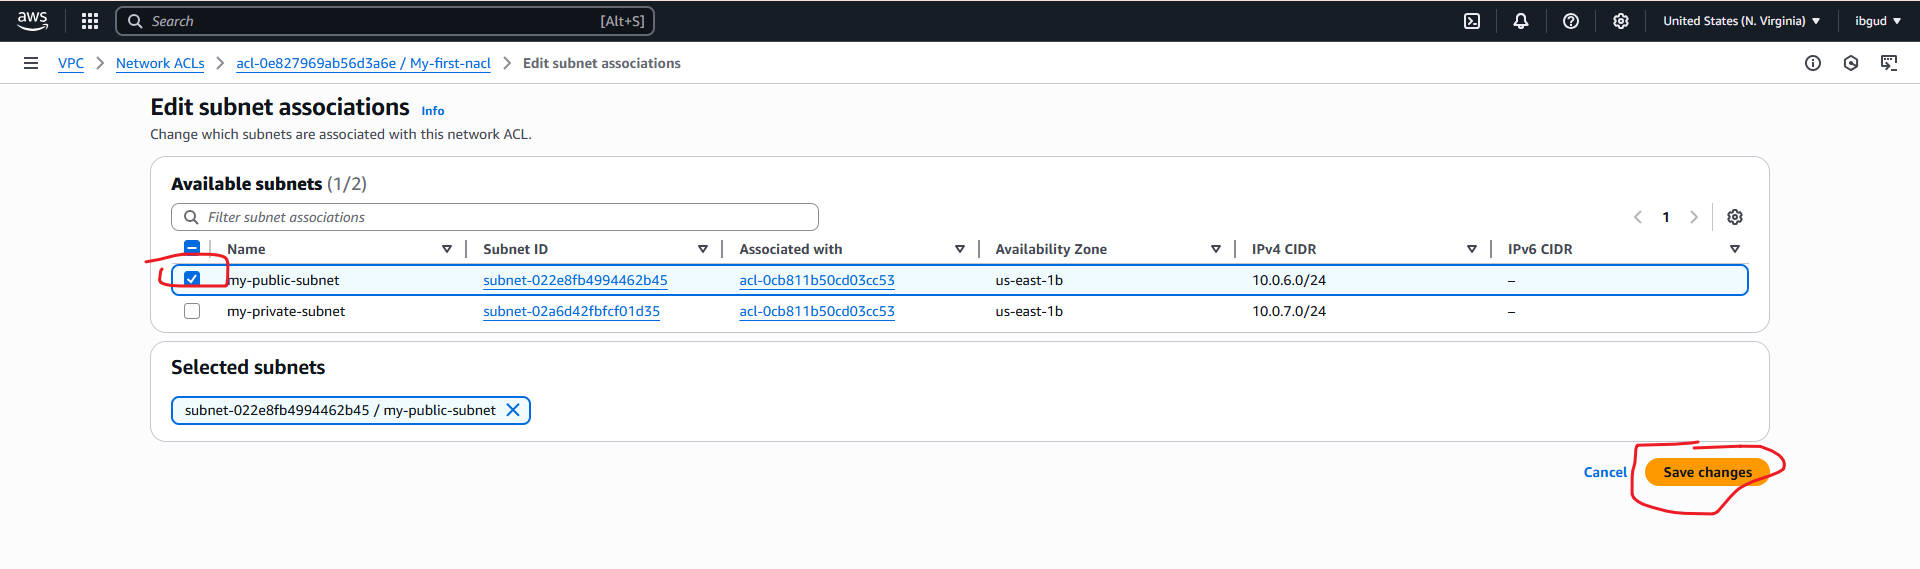 aws Search [Alt+S] United States (N. Virginia) ibgud
VPC Network ACLs acl-0e827969ab56d3a6e / My-first-nacl Edit subnet associations
Edit subnet associations Info
Change which subnets are associated with this network ACL.
Available subnets (1/2)
Filter subnet associations 1
Name Subnet ID Associated with Availability Zone IPv4 CIDR IPv6 CIDR
my-public-subnet subnet-022e8fb4994462b45 acl-0cb811b50cd03cc53 us-east-1b 10.0.6.0/24 –
my-private-subnet subnet-02a6d42fbfcf01d35 acl-0cb811b50cd03cc53 us-east-1b 10.0.7.0/24 –
Selected subnets
subnet-022e8fb4994462b45 / my-public-subnet
Cancel Save changes